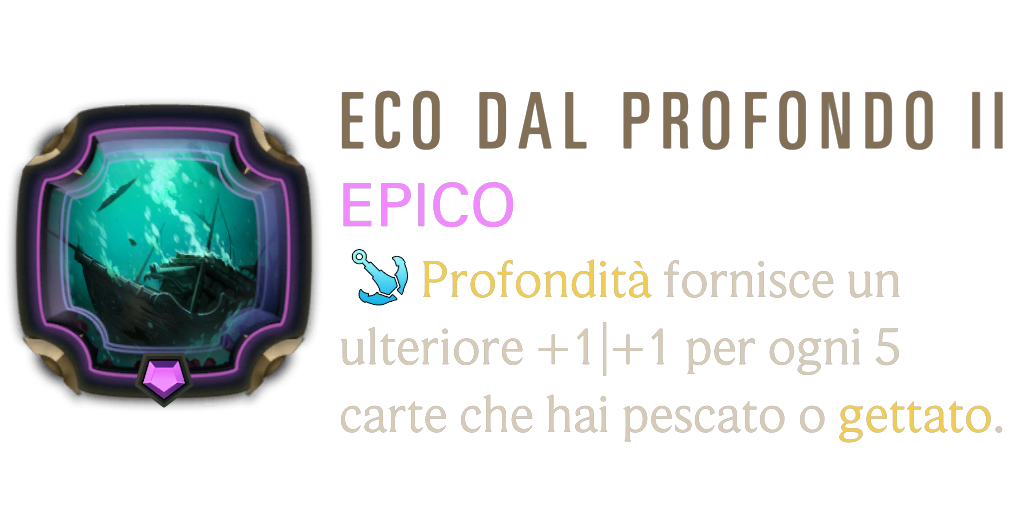 ECO DAL PROFONDO II
EPICO
Profondità fornisce un
ulteriore +1|+1 per ogni 5
carte che hai pescato o gettato.